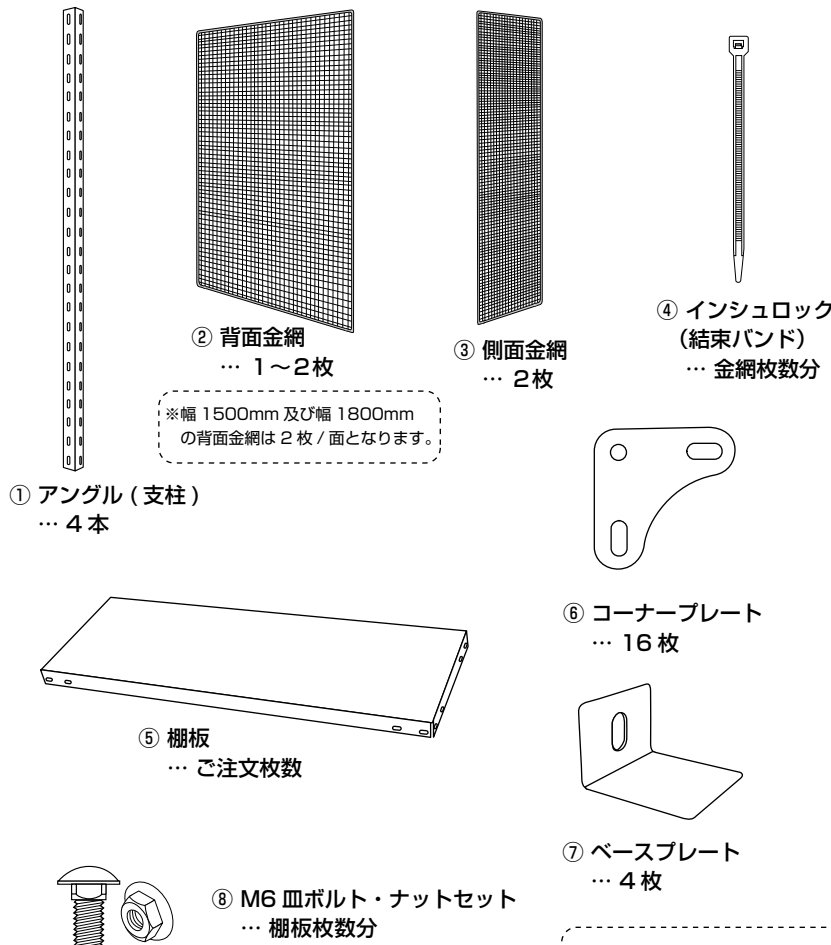 ② 背面金網
… 1～2枚
※幅 1500mm 及び幅 1800mm
の背面金網は 2 枚 / 面となります。
③ 側面金網
… 2枚
④ インシュロック
（結束バンド）
… 金網枚数分
① アングル ( 支柱 )
… 4 本
⑥ コーナープレート
… 16 枚
⑤ 棚板
… ご注文枚数
⑦ ベースプレート
… 4 枚
⑧ M6 皿ボルト・ナットセット
… 棚板枚数分